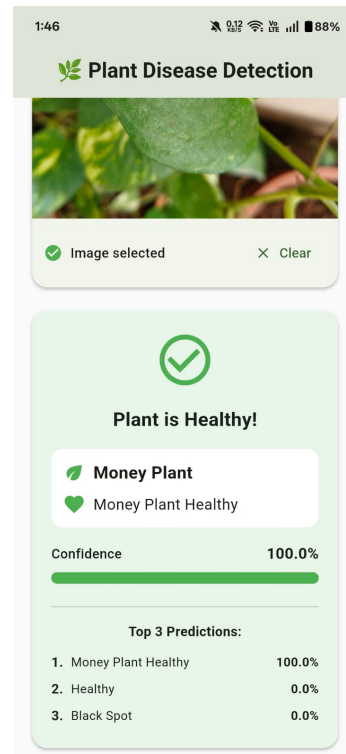 1:46 0.12 KB/S Vo LTE 88%
Plant Disease Detection
Image selected Clear
Plant is Healthy!
Money Plant
Money Plant Healthy
Confidence 100.0%
Top 3 Predictions:
1. Money Plant Healthy 100.0%
2. Healthy 0.0%
3. Black Spot 0.0%